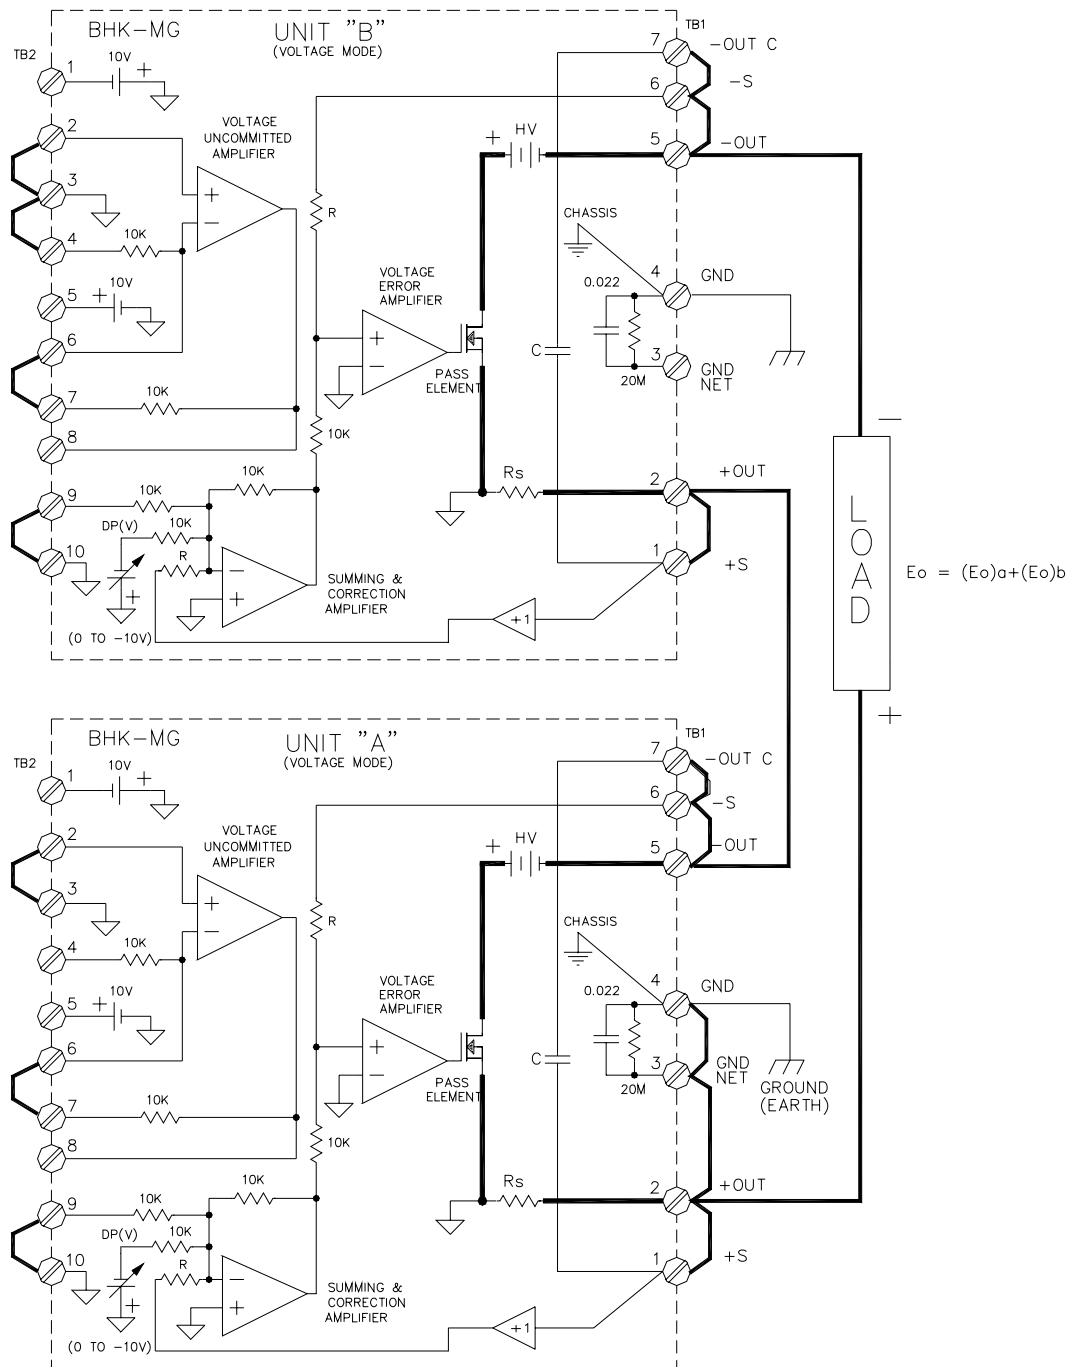 BHK-MG
UNIT "B"
(VOLTAGE MODE)
TB1
TB2
7
-OUT C
1
10V
+
6
-S
2
VOLTAGE
UNCOMMITTED
AMPLIFIER
+
HV
5
-OUT
3
+
-
R
CHASSIS
4
10K
VOLTAGE
ERROR
AMPLIFIER
4
GND
0.022
5
+
10V
6
+
-
C
3
GND
NET
PASS
ELEMENT
20M
7
10K
-
8
10K
10K
Rs
2
+OUT
9
10K
DP(V)
10K
10
R
-
+
+
1
+S
LOAD
Eo = (Eo)a+(Eo)b
SUMMING &
CORRECTION
AMPLIFIER
+1
(0 TO -10V)
+
BHK-MG
UNIT "A"
(VOLTAGE MODE)
TB1
TB2
7
-OUT C
1
10V
+
6
-S
2
VOLTAGE
UNCOMMITTED
AMPLIFIER
+
HV
5
-OUT
3
+
-
R
CHASSIS
4
10K
VOLTAGE
ERROR
AMPLIFIER
4
GND
0.022
5
+
10V
6
+
-
C
3
GND
NET
PASS
ELEMENT
20M
GROUND
(EARTH)
7
10K
8
10K
10K
Rs
2
+OUT
9
10K
DP(V)
10K
10
R
-
+
+
1
+S
SUMMING &
CORRECTION
AMPLIFIER
+1
(0 TO -10V)